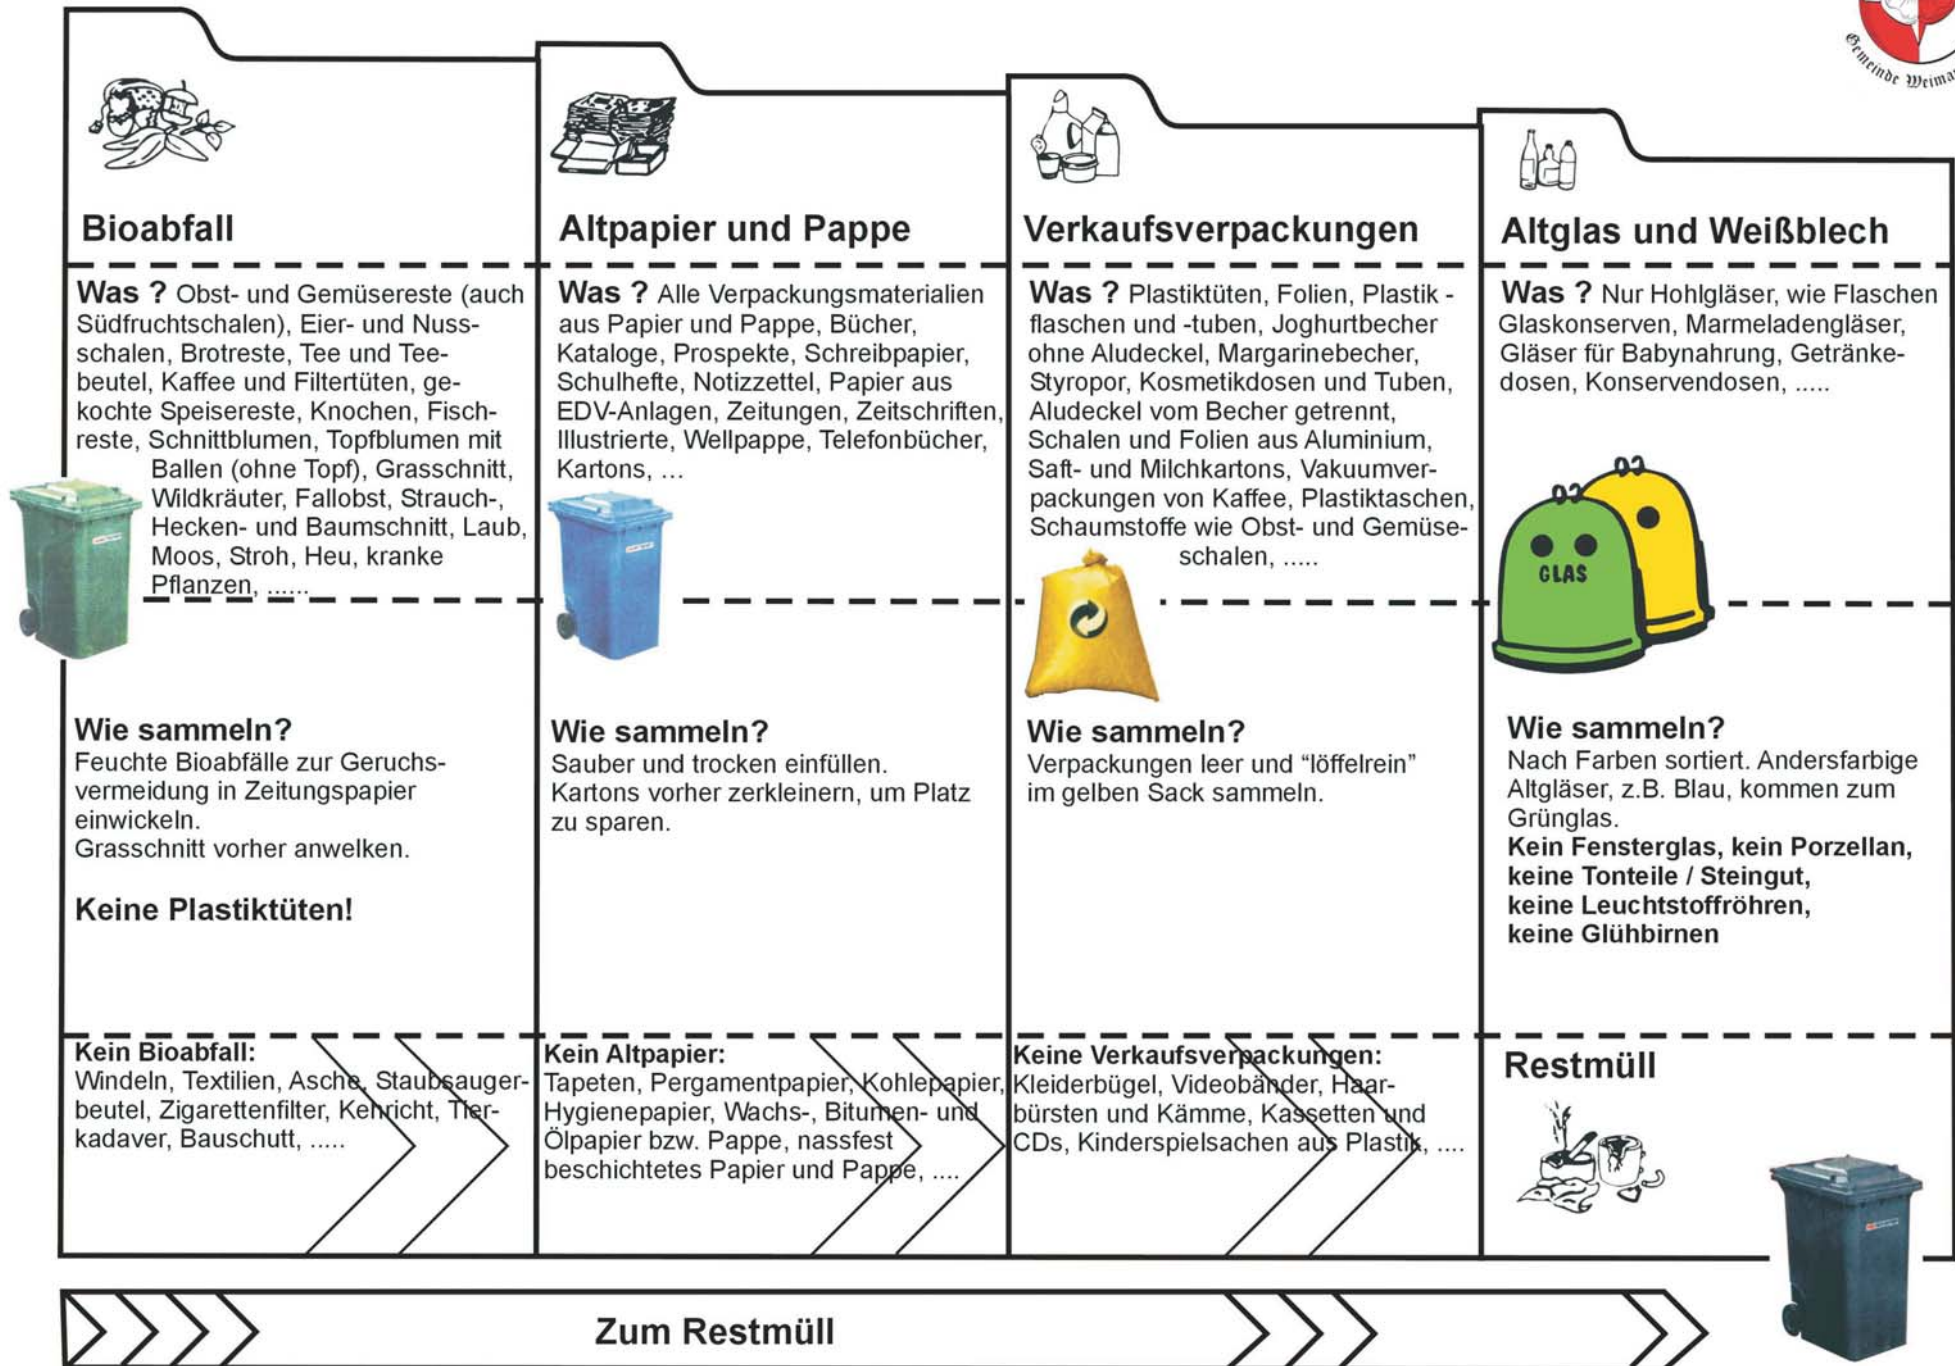 Gemeinde Weimar
Bioabfall
Was ? Obst- und Gemüsereste (auch
Südfruchtschalen), Eier- und Nuss-
schalen, Brotreste, Tee und Tee-
beutel, Kaffee und Filtertüten, ge-
kochte Speisereste, Knochen, Fisch-
reste, Schnittblumen, Topfblumen mit
Ballen (ohne Topf), Grasschnitt,
Wildkräuter, Fallobst, Strauch-,
Hecken- und Baumschnitt, Laub,
Moos, Stroh, Heu, kranke
Pflanzen, ......
Wie sammeln?
Feuchte Bioabfälle zur Geruchs-
vermeidung in Zeitungspapier
einwickeln.
Grasschnitt vorher anwelken.
Keine Plastiktüten!
Kein Bioabfall:
Windeln, Textilien, Asche, Staubsauger-
beutel, Zigarettenfilter, Kehricht, Tier-
kadaver, Bauschutt, .....
Altpapier und Pappe
Was ? Alle Verpackungsmaterialien
aus Papier und Pappe, Bücher,
Kataloge, Prospekte, Schreibpapier,
Schulhefte, Notizzettel, Papier aus
EDV-Anlagen, Zeitungen, Zeitschriften,
Illustrierte, Wellpappe, Telefonbücher,
Kartons, ...
Wie sammeln?
Sauber und trocken einfüllen.
Kartons vorher zerkleinern, um Platz
zu sparen.
Kein Altpapier:
Tapeten, Pergamentpapier, Kohlepapier,
Hygienepapier, Wachs-, Bitumen- und
Ölpapier bzw. Pappe, nassfest
beschichtetes Papier und Pappe, ....
Verkaufsverpackungen
Was ? Plastiktüten, Folien, Plastik -
flaschen und -tuben, Joghurtbecher
ohne Aludeckel, Margarinebecher,
Styropor, Kosmetikdosen und Tuben,
Aludeckel vom Becher getrennt,
Schalen und Folien aus Aluminium,
Saft- und Milchkartons, Vakuumver-
packungen von Kaffee, Plastiktaschen,
Schaumstoffe wie Obst- und Gemüse-
schalen, .....
Wie sammeln?
Verpackungen leer und “löffelrein”
im gelben Sack sammeln.
Keine Verkaufsverpackungen:
Kleiderbügel, Videobänder, Haar-
bürsten und Kämme, Kassetten und
CDs, Kinderspielsachen aus Plastik, ....
Altglas und Weißblech
Was ? Nur Hohlgläser, wie Flaschen
Glaskonserven, Marmeladengläser,
Gläser für Babynahrung, Getränke-
dosen, Konservendosen, .....
GLAS
Wie sammeln?
Nach Farben sortiert. Andersfarbige
Altgläser, z.B. Blau, kommen zum
Grünglas.
Kein Fensterglas, kein Porzellan,
keine Tonteile / Steingut,
keine Leuchtstoffröhren,
keine Glühbirnen
Restmüll
Zum Restmüll